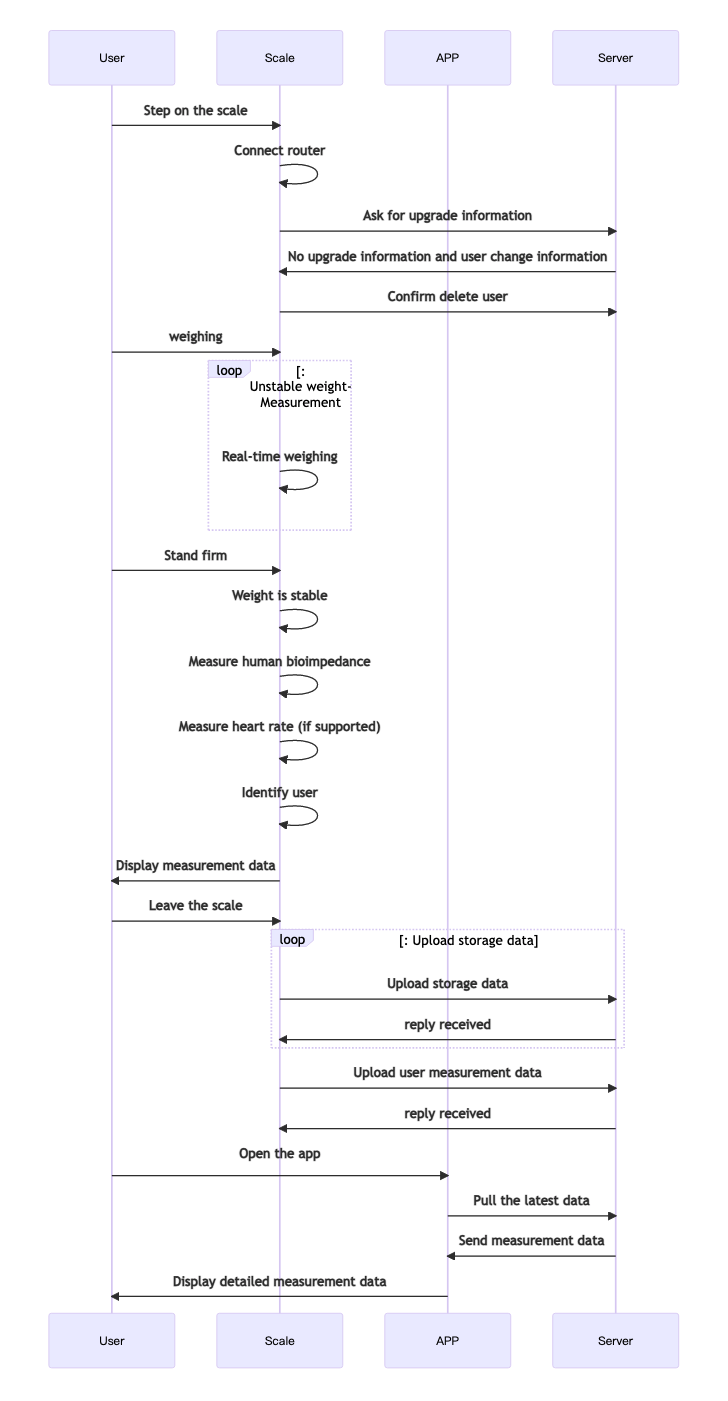 User
Scale
APP
Server
Step on the scale
Connect router
Ask for upgrade information
No upgrade information and user change information
Confirm delete user
weighing
loop
[:
Unstable weight-
Measurement
Real-time weighing
Stand firm
Weight is stable
Measure human bioimpedance
Measure heart rate (if supported)
Identify user
Display measurement data
Leave the scale
loop
[: Upload storage data]
Upload storage data
reply received
Upload user measurement data
reply received
Open the app
Pull the latest data
Send measurement data
Display detailed measurement data
User
Scale
APP
Server